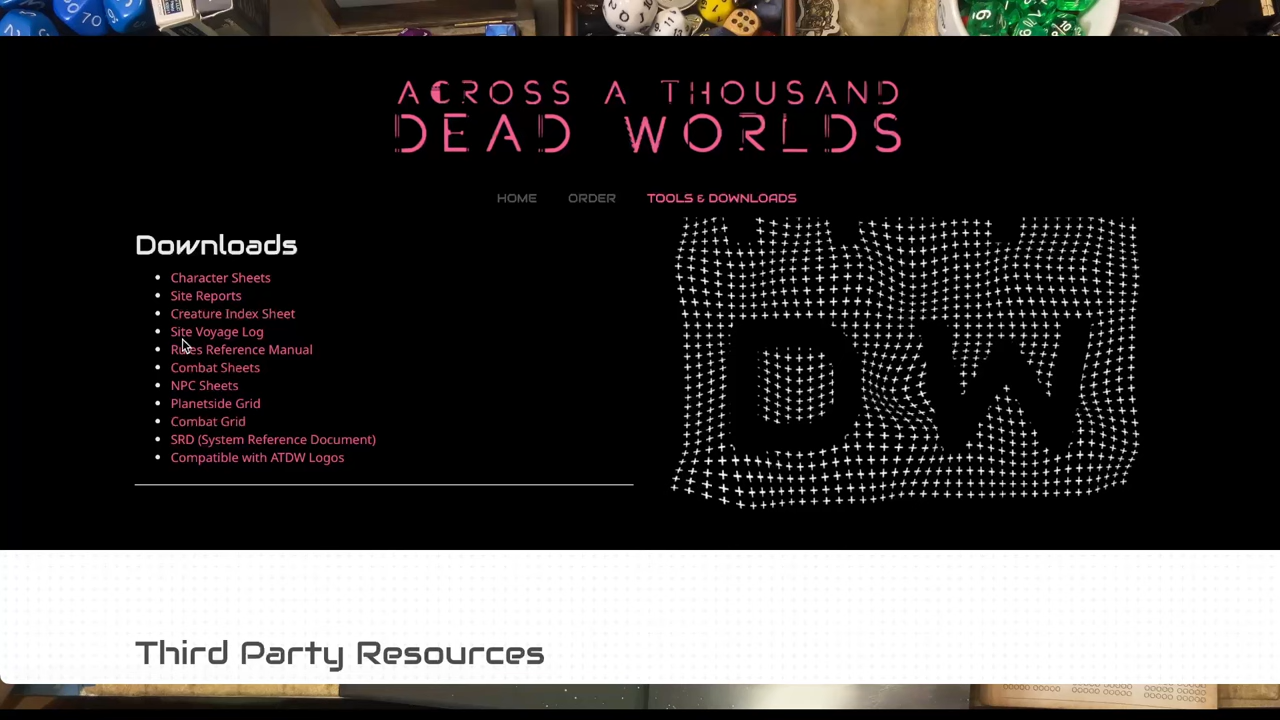 ACROSS A THOUSAND
DEAD WORLDS
HOME ORDER TOOLS & DOWNLOADS
Downloads
Character Sheets
Site Reports
Creature Index Sheet
Site Voyage Log
Rules Reference Manual
Combat Sheets
NPC Sheets
Planetside Grid
Combat Grid
SRD (System Reference Document)
Compatible with ATDW Logos
DW
Third Party Resources